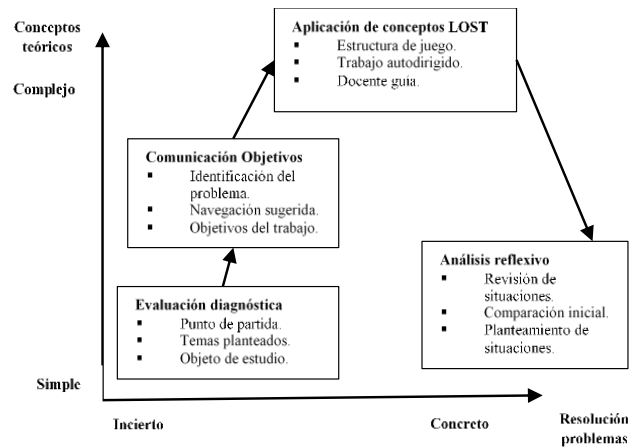 Conceptos
teóricos
Complejo
Simple
Aplicación de conceptos LOST
▪ Estructura de juego.
▪ Trabajo autodirigido.
▪ Docente guía.
Comunicación Objetivos
▪ Identificación del
problema.
▪ Navegación sugerida.
▪ Objetivos del trabajo.
Evaluación diagnóstica
▪ Punto de partida.
▪ Temas planteados.
▪ Objeto de estudio.
Análisis reflexivo
▪ Revisión de
situaciones.
▪ Comparación inicial.
▪ Planteamiento de
situaciones.
Incierto
Concreto
Resolución
problemas